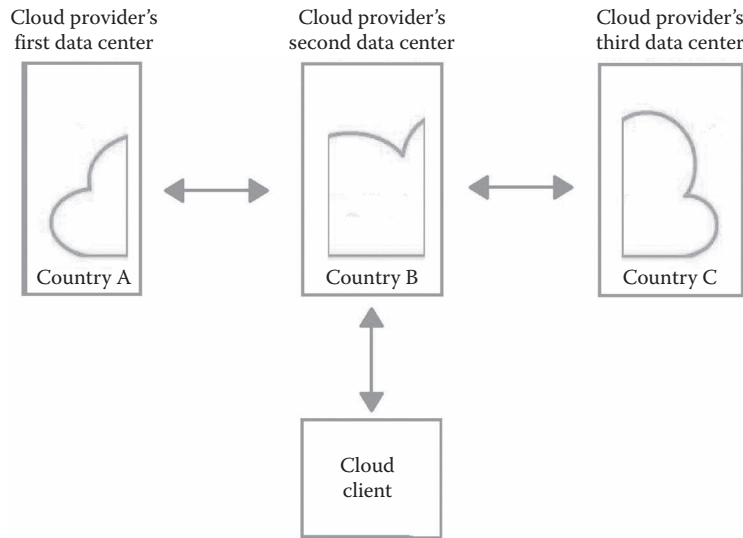 Cloud provider's
first data center
Cloud provider's
second data center
Cloud provider's
third data center
Country A
Country B
Country C
Cloud
client